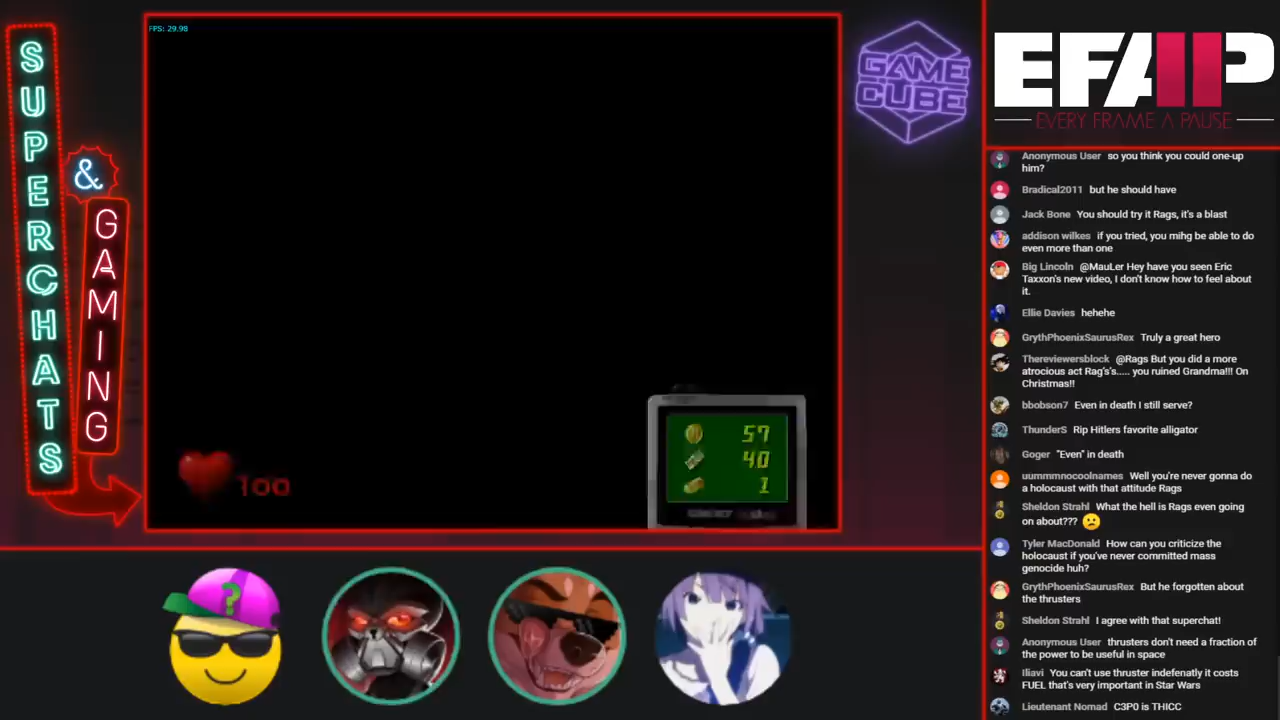 SUPERCHATS
&
GAMING
FPS: 29.98
100
57
40
1
GAME
CUBE
EFAP
EVERY FRAME A PAUSE
Anonymous User so you think you could one-up
him?
Bradical2011 but he should have
Jack Bone You should try it Rags, it's a blast
addison wilkes if you tried, you mihg be able to do
even more than one
Big Lincoln @MauLer Hey have you seen Eric
Taxxon's new video, I don't know how to feel about
it.
Ellie Davies hehehe
GrythPhoenixSaurusRex Truly a great hero
Thereviewersblock @Rags But you did a more
atrocious act Rag's's..... you ruined Grandma!!! On
Christmas!!
bbobson7 Even in death I still serve?
ThunderS Rip Hitlers favorite alligator
Goger "Even" in death
uummmnocoolnames Well you're never gonna do
a holocaust with that attitude Rags
Sheldon Strahl What the hell is Rags even going
on about???
Tyler MacDonald How can you criticize the
holocaust if you've never committed mass
genocide huh?
GrythPhoenixSaurusRex But he forgotten about
the thrusters
Sheldon Strahl I agree with that superchat!
Anonymous User thrusters don't need a fraction of
the power to be useful in space
Iliavi You can't use thruster indefenatly it costs
FUEL that's very important in Star Wars
Lieutenant Nomad C3P0 is THICC
?